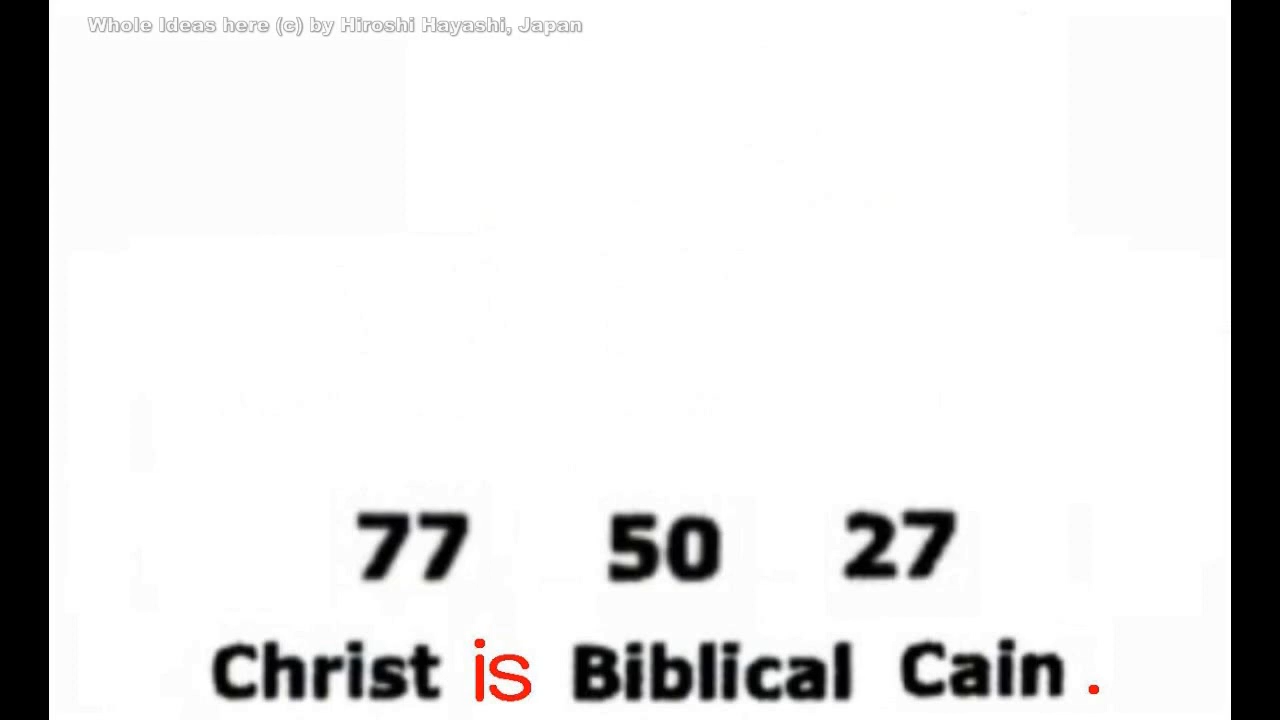 Whole Ideas here (c) by Hiroshi Hayashi, Japan
77 50 27
Christ is Biblical Cain .